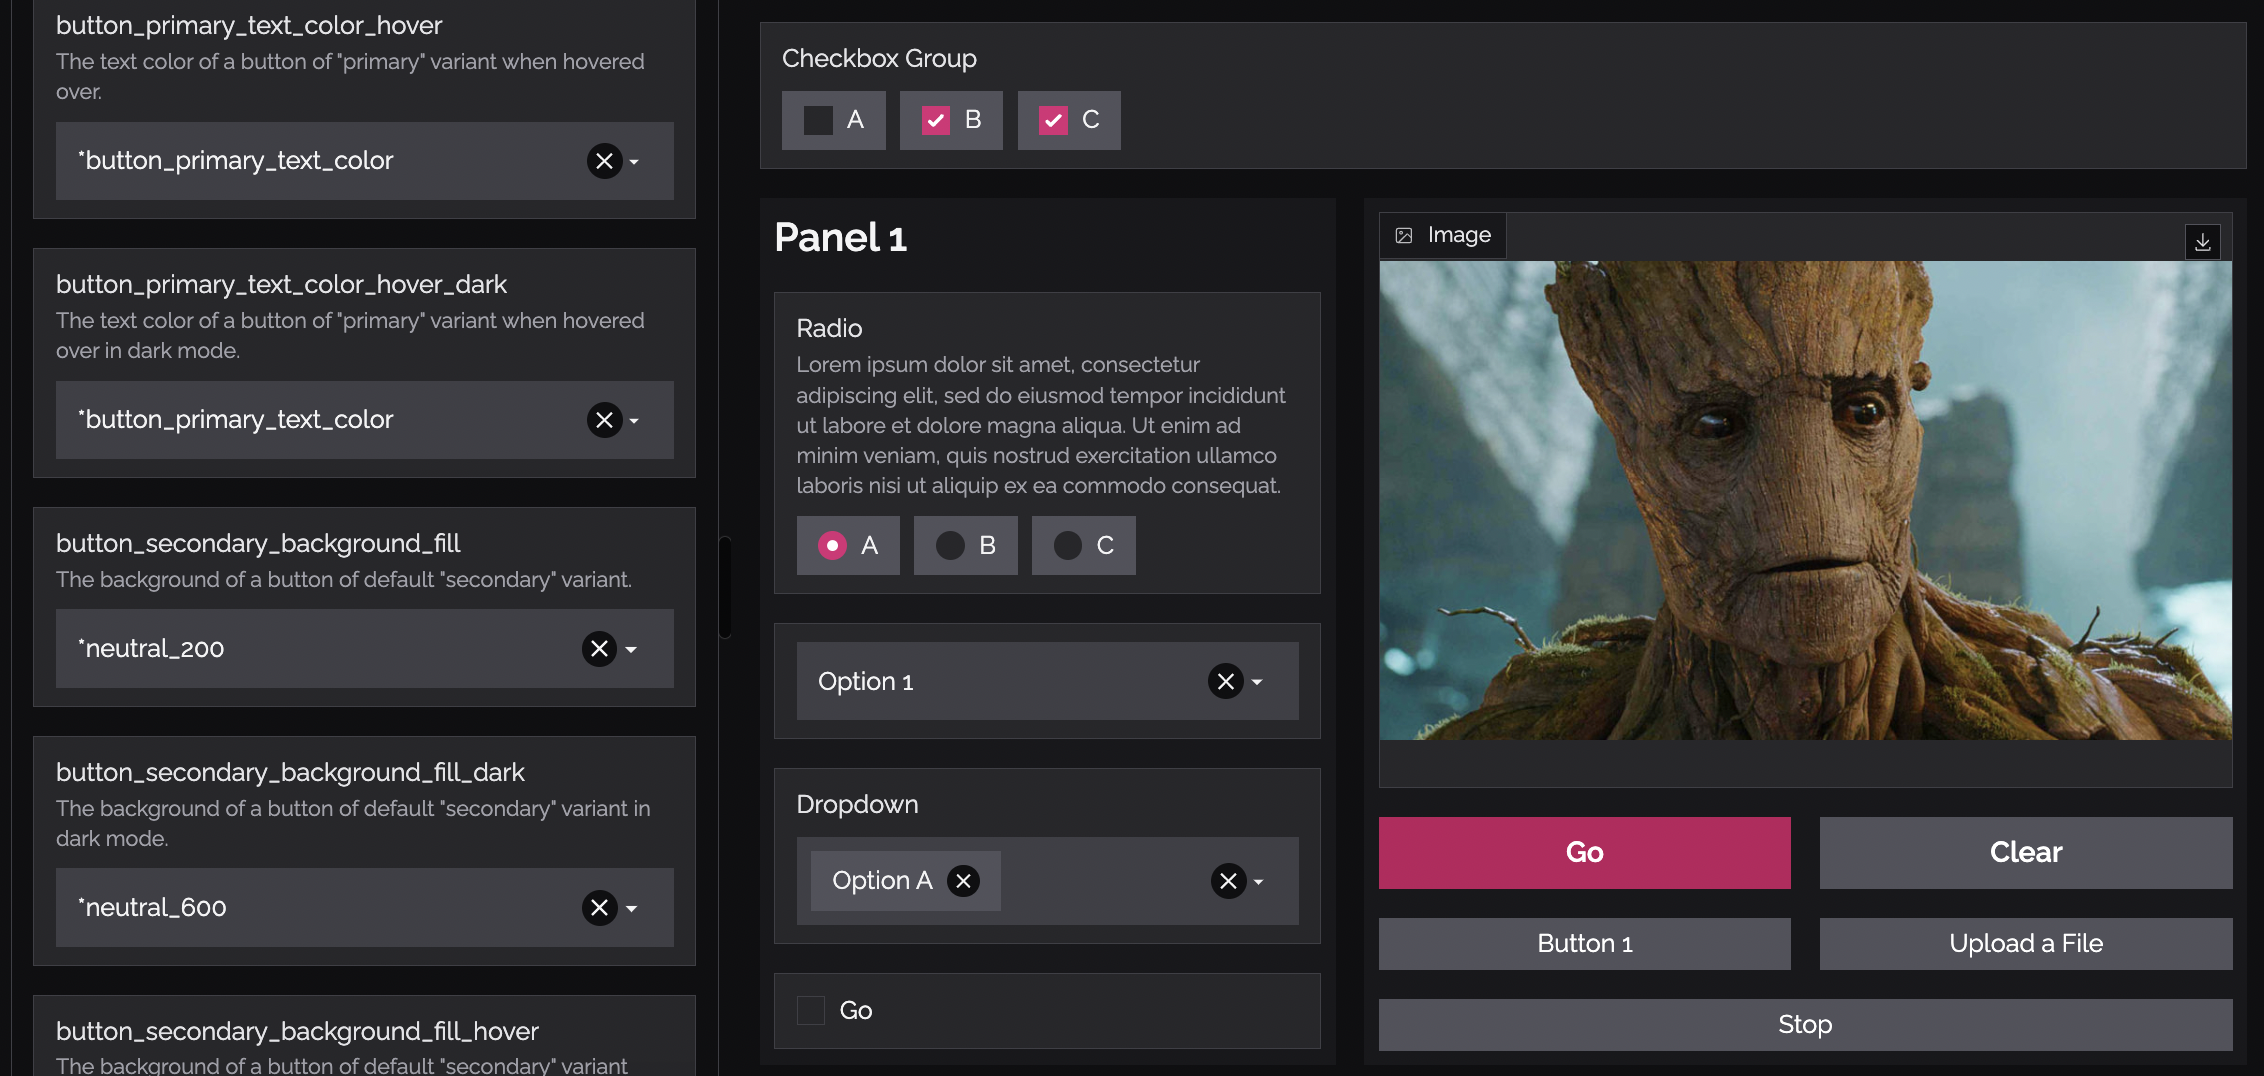 button_primary_text_color_hover
The text color of a button of "primary" variant when hovered
over.
*button_primary_text_color
button_primary_text_color_hover_dark
The text color of a button of "primary" variant when hovered
over in dark mode.
*button_primary_text_color
button_secondary_background_fill
The background of a button of default "secondary" variant.
*neutral_200
button_secondary_background_fill_dark
The background of a button of default "secondary" variant in
dark mode.
*neutral_600
button_secondary_background_fill_hover
The background of a button of default "secondary" variant
Checkbox Group
A B C
Panel 1
Radio
Lorem ipsum dolor sit amet, consectetur
adipiscing elit, sed do eiusmod tempor incididunt
ut labore et dolore magna aliqua. Ut enim ad
minim veniam, quis nostrud exercitation ullamco
laboris nisi ut aliquip ex ea commodo consequat.
A B C
Option 1
Dropdown
Option A
Go
Image
Go Clear
Button 1 Upload a File
Stop